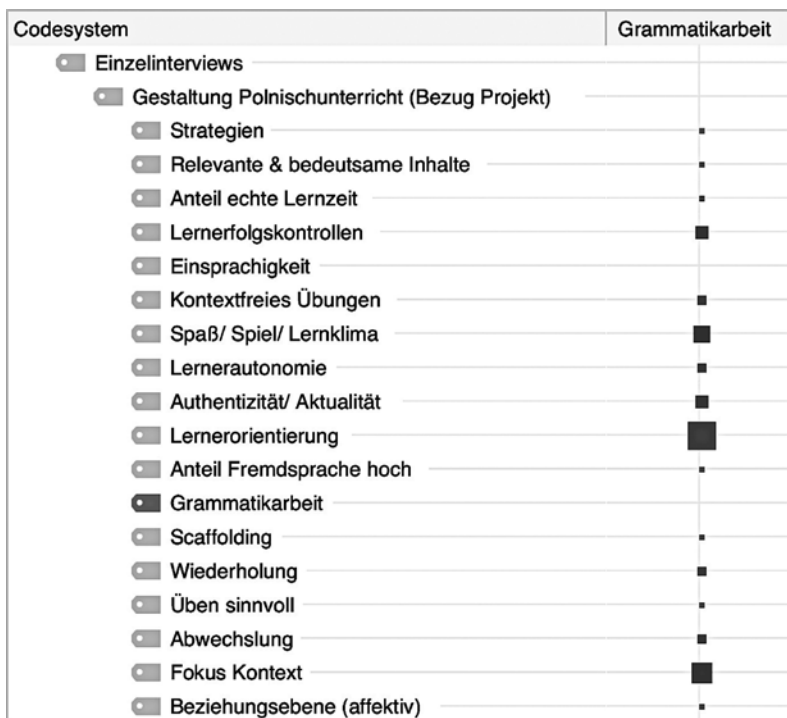 Codesystem Grammatikarbeit
Einzelinterviews
Gestaltung Polnischunterricht (Bezug Projekt)
Strategien
Relevante & bedeutsame Inhalte
Anteil echte Lernzeit
Lernerfolgskontrollen
Einsprachigkeit
Kontextfreies Übungen
Spaß/ Spiel/ Lernklima
Lernerautonomie
Authentizität/ Aktualität
Lernerorientierung
Anteil Fremdsprache hoch
Grammatikarbeit
Scaffolding
Wiederholung
Üben sinnvoll
Abwechslung
Fokus Kontext
Beziehungsebene (affektiv)